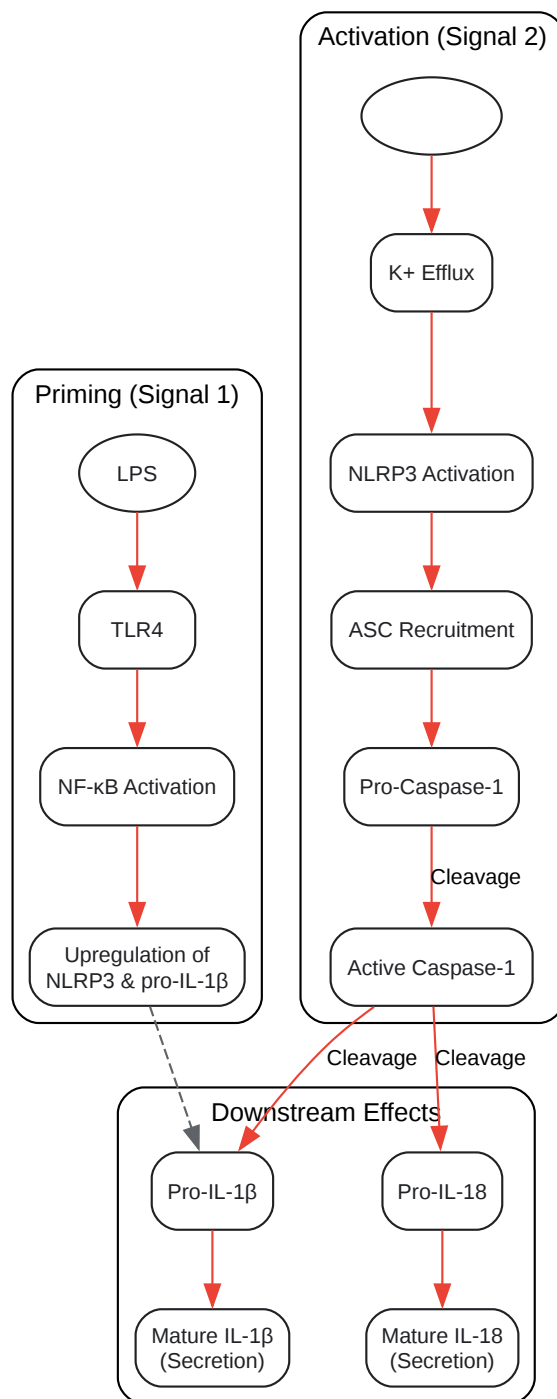 Activation (Signal 2)
K+ Efflux
Priming (Signal 1)
LPS
NLRP3 Activation
TLR4
ASC Recruitment
NF-κB Activation
Pro-Caspase-1
Cleavage
Upregulation of
NLRP3 & pro-IL-1β
Active Caspase-1
Cleavage
Cleavage
Downstream Effects
Pro-IL-1β
Pro-IL-18
Mature IL-1β
(Secretion)
Mature IL-18
(Secretion)